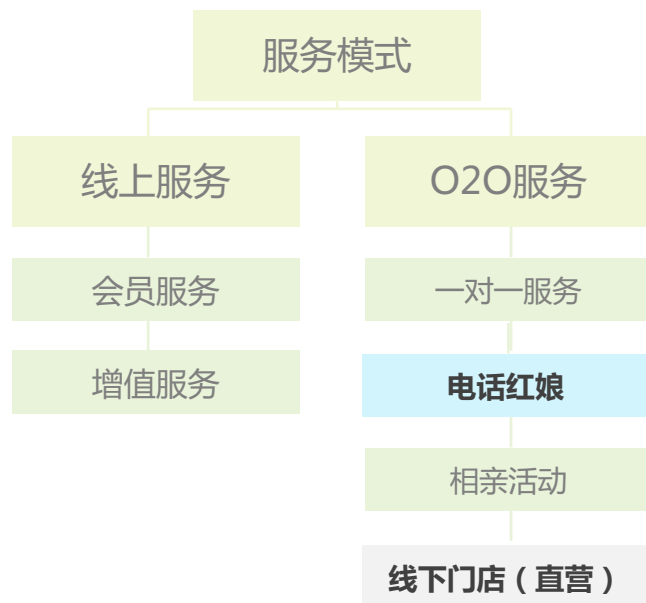 服务模式
线上服务
O2O服务
会员服务
一对一服务
增值服务
电话红娘
相亲活动
线下门店（直营）